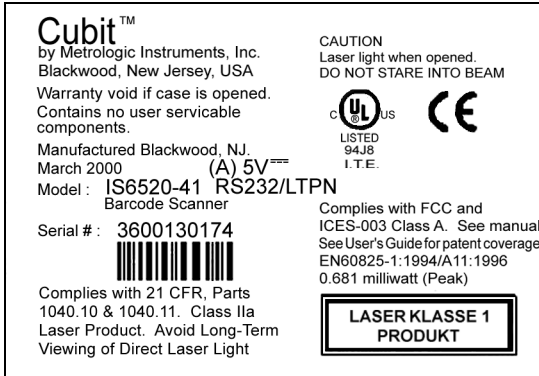 Cubit™
by Metrologic Instruments, Inc.
Blackwood, New Jersey, USA
Warranty void if case is opened.
Contains no user servicable
components.
Manufactured Blackwood, NJ.
March 2000
(A) 5V⎓
Model : IS6520-41 RS232/LTPN
Barcode Scanner
Serial # : 3600130174
Complies with 21 CFR, Parts
1040.10 & 1040.11. Class IIa
Laser Product. Avoid Long-Term
Viewing of Direct Laser Light
CAUTION
Laser light when opened.
DO NOT STARE INTO BEAM
C UL ® US
CE
LISTED
94J8
I.T.E.
Complies with FCC and
ICES-003 Class A. See manual
See User's Guide for patent coverage
EN60825-1:1994/A11:1996
0.681 milliwatt (Peak)
LASER KLASSE 1
PRODUKT